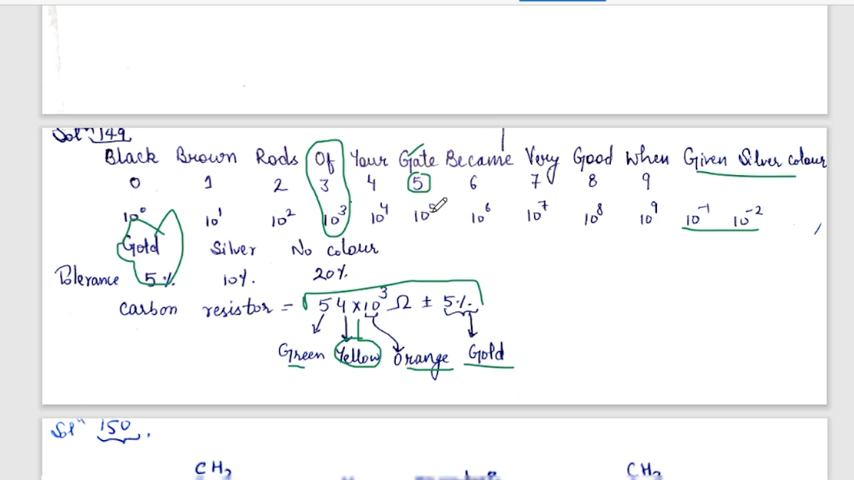 Solⁿ 149
Black Brown Rods Of Your Gate Became Very Good When Given Silver colour
0 1 2 3 4 5 6 7 8 9
10⁰ 10¹ 10² 10³ 10⁴ 10⁵ 10⁶ 10⁷ 10⁸ 10⁹ 10⁻¹ 10⁻²
Gold Silver No colour
Tolerance 5% 10% 20%
carbon resistor = 54×10³ Ω ± 5%
Green Yellow Orange Gold
Solⁿ 150.
CH₃ CH₃